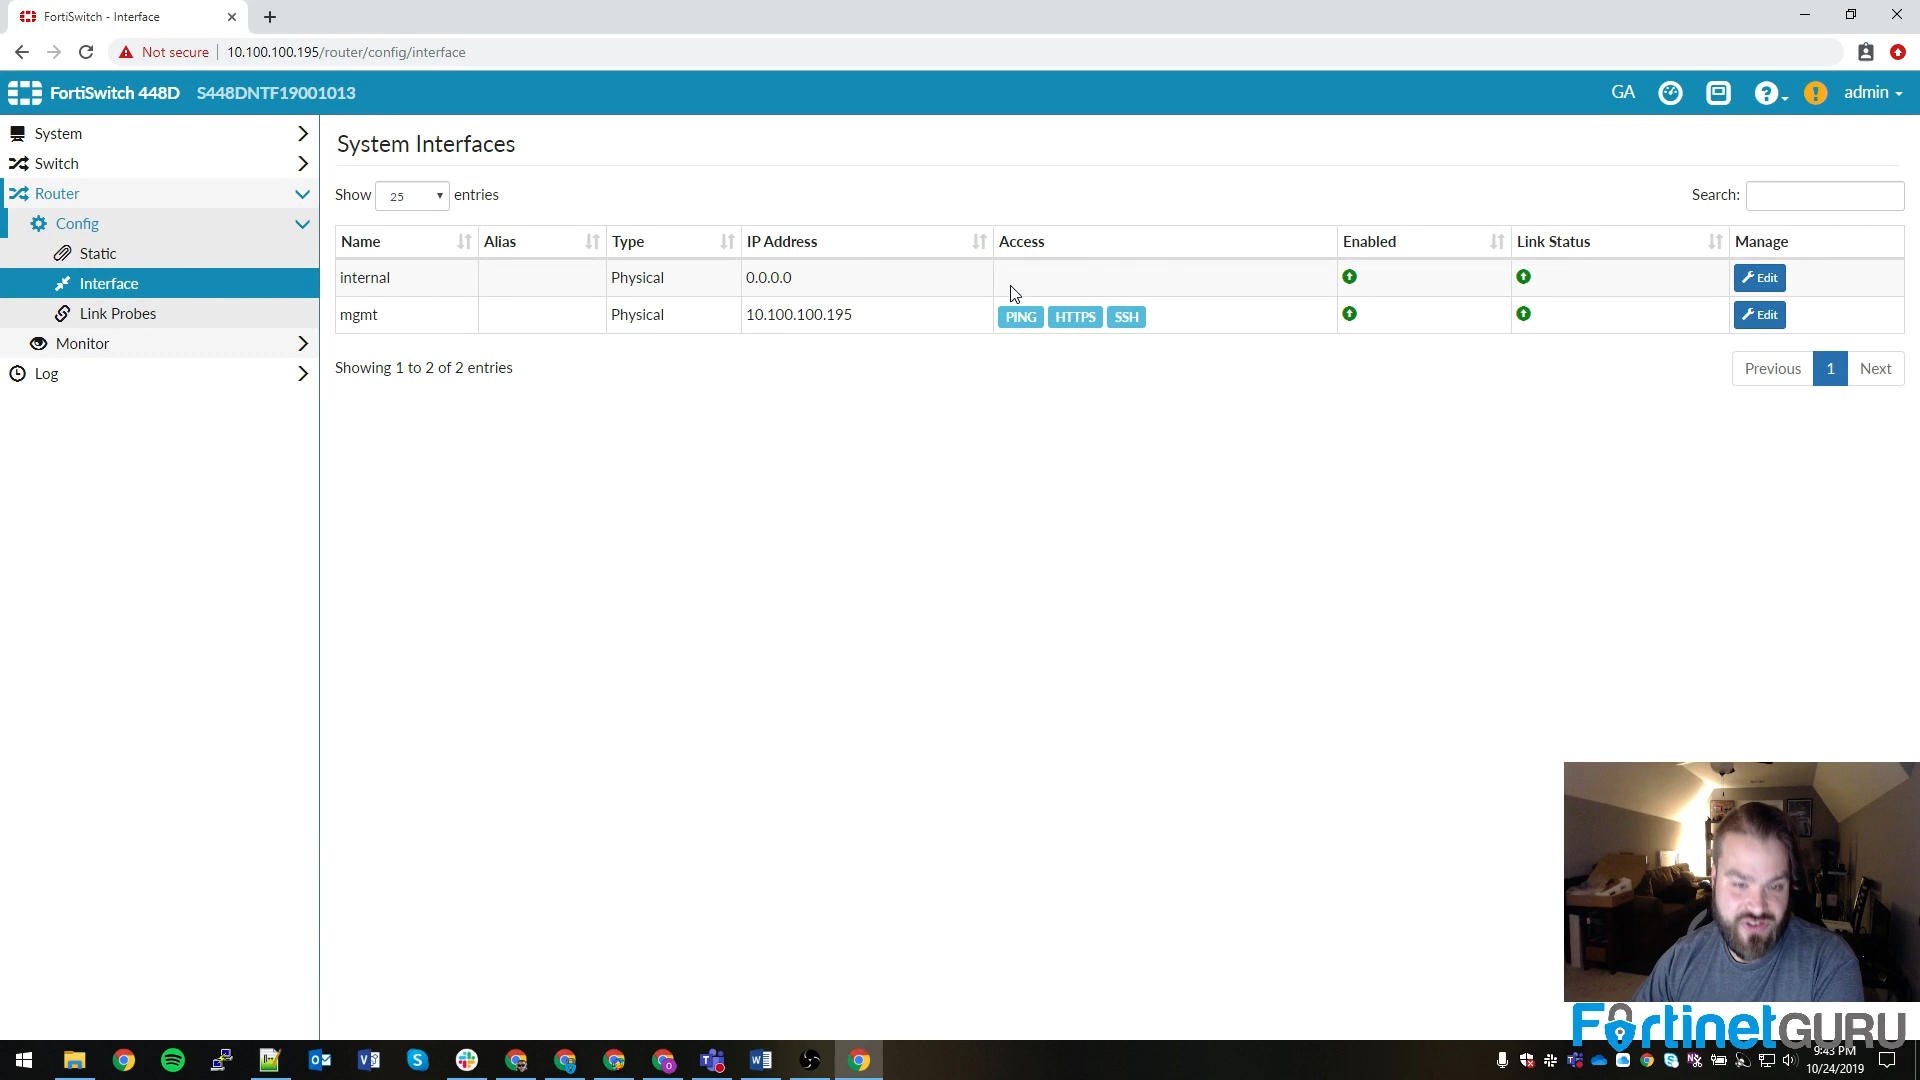 FortiSwitch - Interface
Not secure 10.100.100.195/router/config/interface
FortiSwitch 448D S448DNTF19001013 GA admin
System
Switch
Router
Config
Static
Interface
Link Probes
Monitor
Log
System Interfaces
Show 25 entries Search:
Name Alias Type IP Address Access Enabled Link Status Manage
internal Physical 0.0.0.0 Edit
mgmt Physical 10.100.100.195 PING HTTPS SSH Edit
Showing 1 to 2 of 2 entries Previous 1 Next
FortinetGURU
9:43 PM
10/24/2019